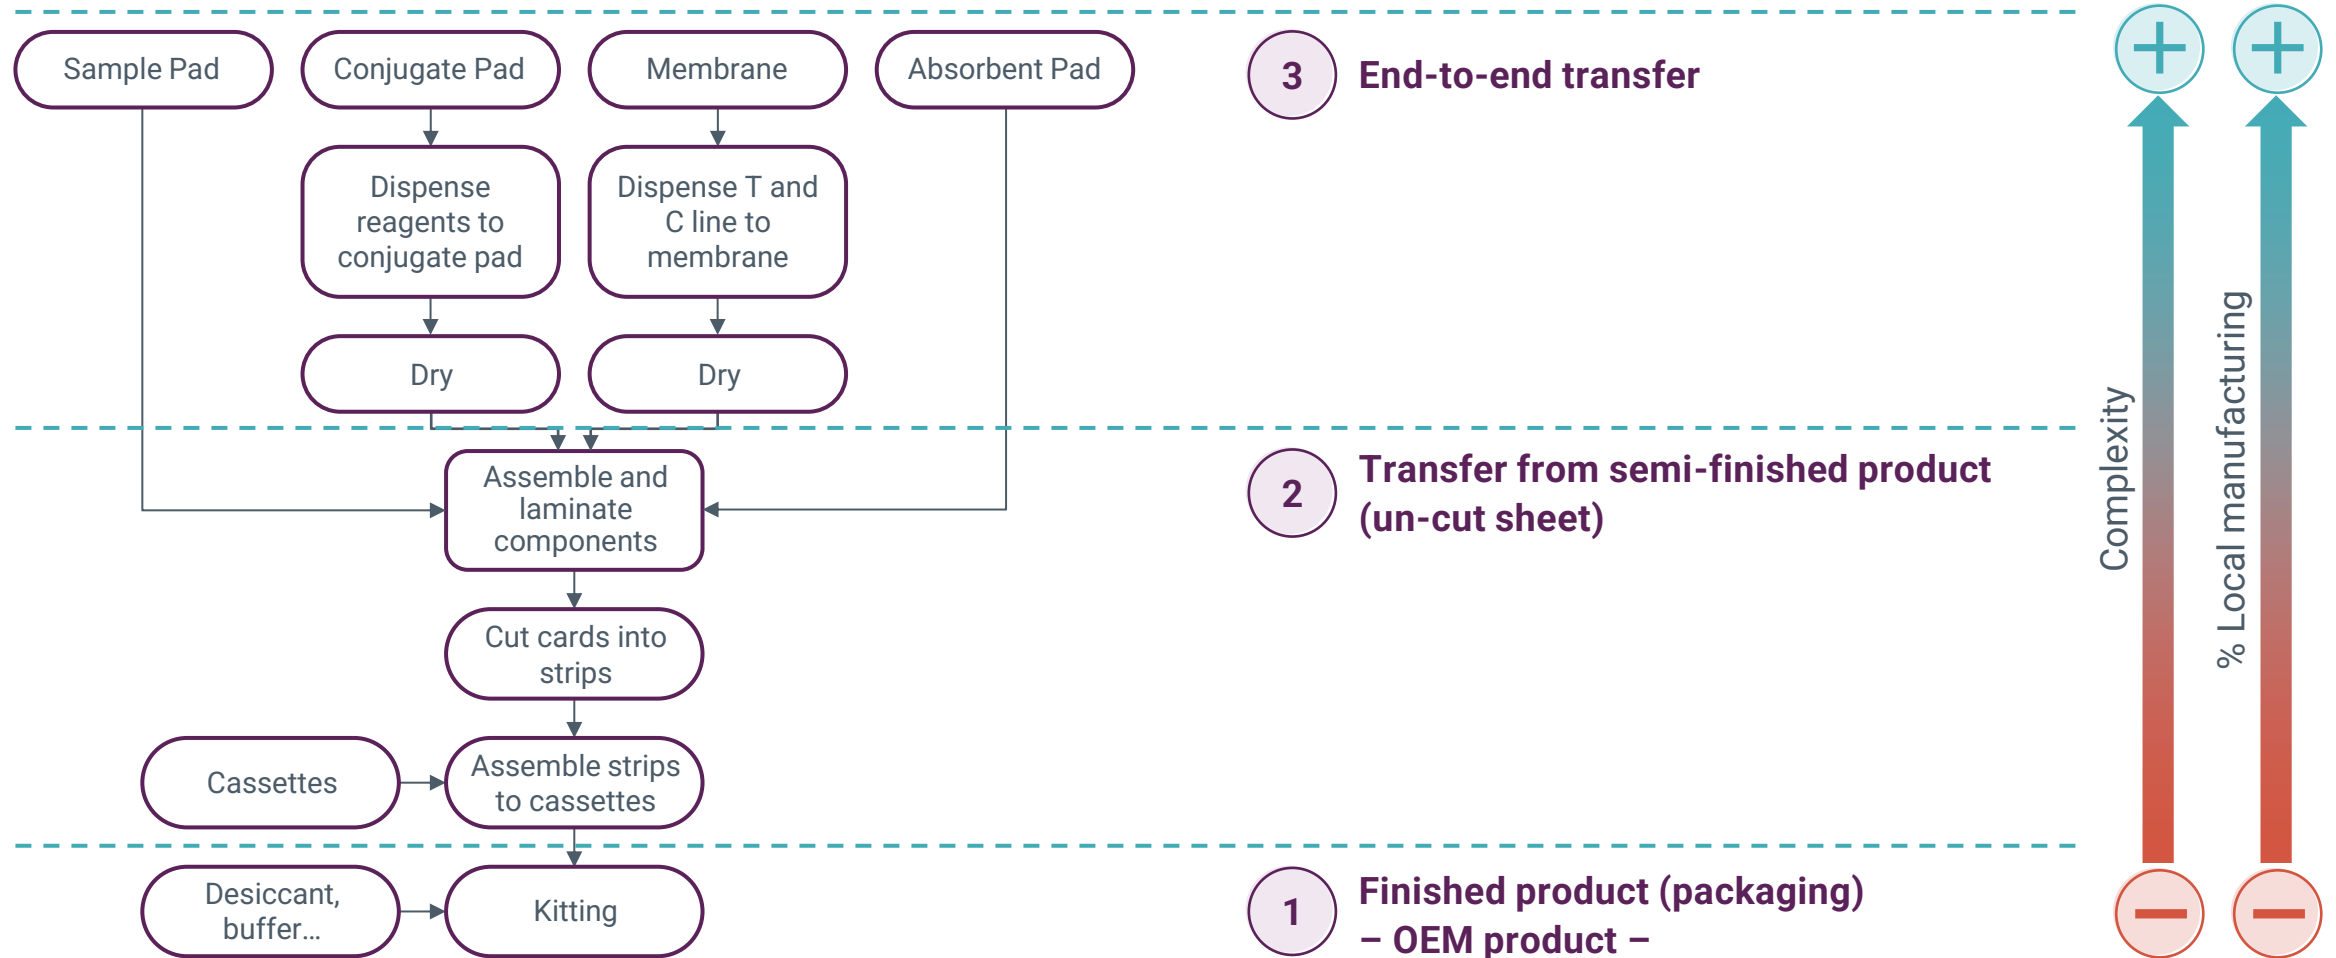 Sample Pad
Conjugate Pad
Membrane
Absorbent Pad
3
End-to-end transfer
Dispense
reagents to
conjugate pad
Dispense T and
C line to
membrane
Dry
Dry
Assemble and
laminate
components
2
Transfer from semi-finished product
(un-cut sheet)
Cut cards into
strips
Cassettes
Assemble strips
to cassettes
Desiccant,
buffer...
Kitting
1
Finished product (packaging)
– OEM product –
Complexity
% Local manufacturing